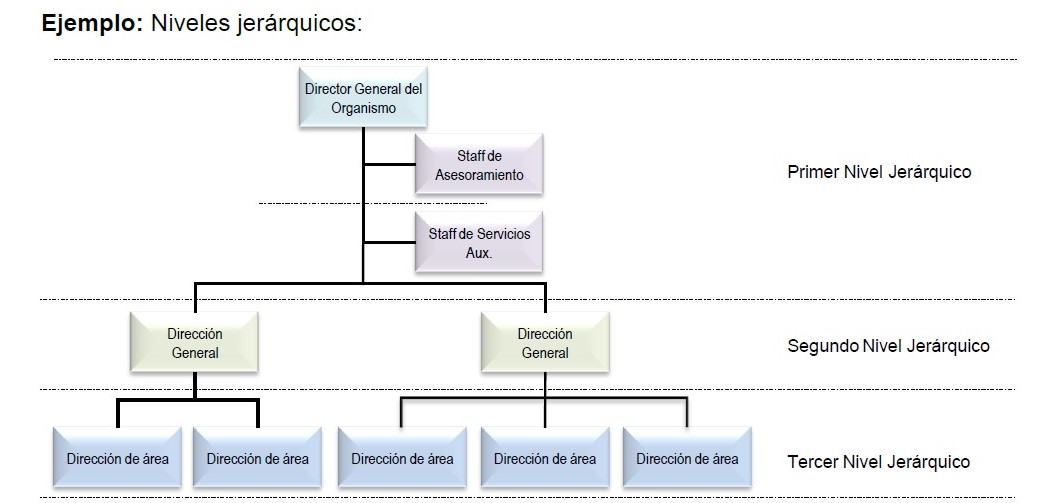 Ejemplo: Niveles jerárquicos:
Director General del
Organismo
Staff de
Asesoramiento
Primer Nivel Jerárquico
Staff de Servicios
Aux.
Dirección
General
Dirección
General
Segundo Nivel Jerárquico
Dirección de área
Dirección de área
Dirección de área
Dirección de área
Dirección de área
Tercer Nivel Jerárquico